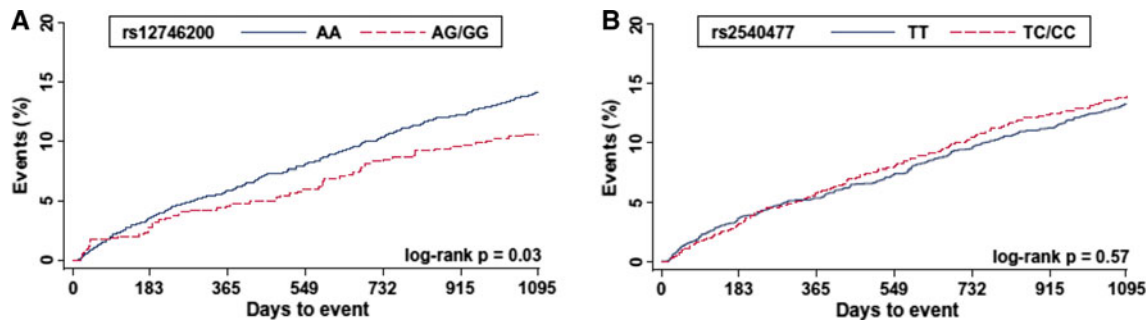 A
rs12746200 AA AG/GG
20
15
10
5
0
Events (%)
log-rank p = 0.03
0 183 365 549 732 915 1095
Days to event
B
rs2540477 TT TC/CC
20
15
10
5
0
Events (%)
log-rank p = 0.57
0 183 365 549 732 915 1095
Days to event